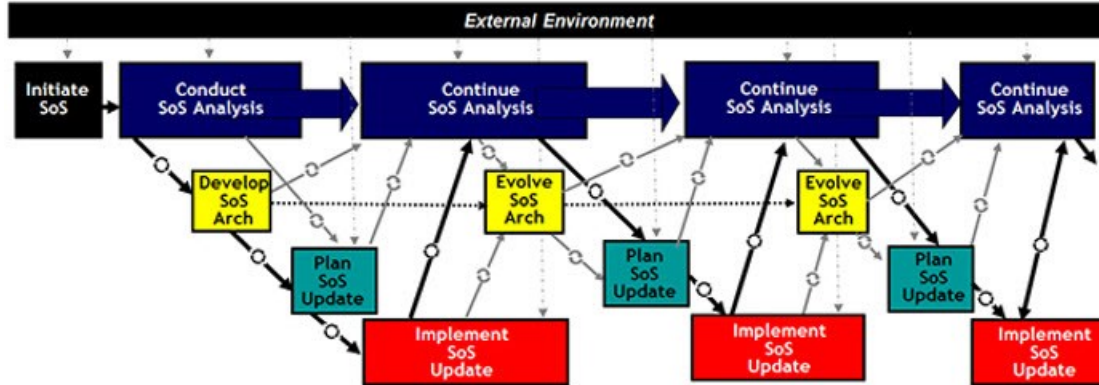 External Environment
Initiate
SoS
Conduct
SoS Analysis
Continue
SoS Analysis
Continue
SoS Analysis
Continue
SoS Analysis
Develop
SoS
Arch
Evolve
SoS
Arch
Evolve
SoS
Arch
Plan
SoS
Update
Plan
SoS
Update
Plan
SoS
Update
Implement
SoS
Update
Implement
SoS
Update
Implement
SoS
Update